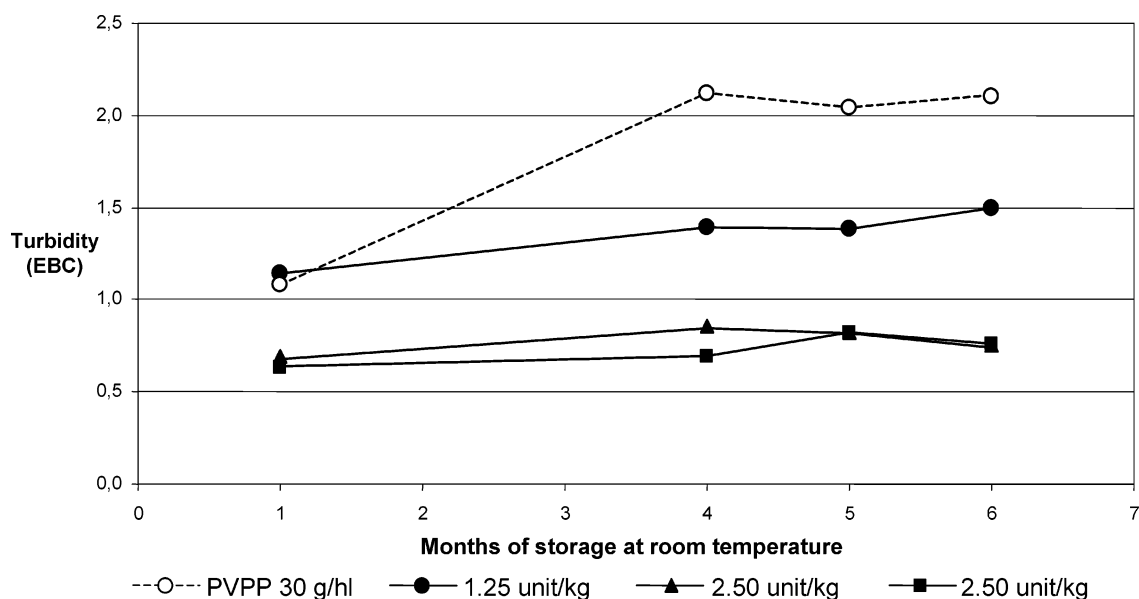 2,5
2,0
1,5
1,0
0,5
0,0
Turbidity
(EBC)
0 1 2 3 4 5 6 7
Months of storage at room temperature
PVPP 30 g/hl 1.25 unit/kg 2.50 unit/kg 2.50 unit/kg